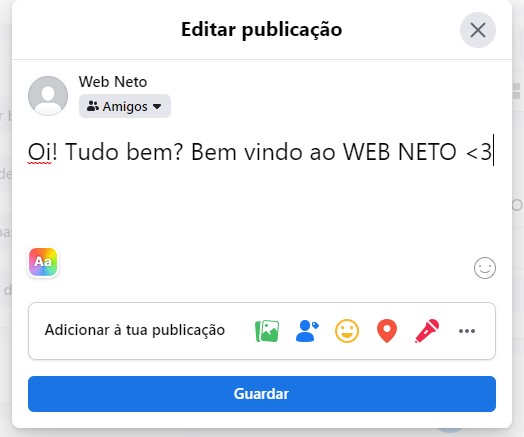 Editar publicação
Web Neto
Amigos
Oi! Tudo bem? Bem vindo ao WEB NETO <3
Aa
Adicionar à tua publicação
Guardar